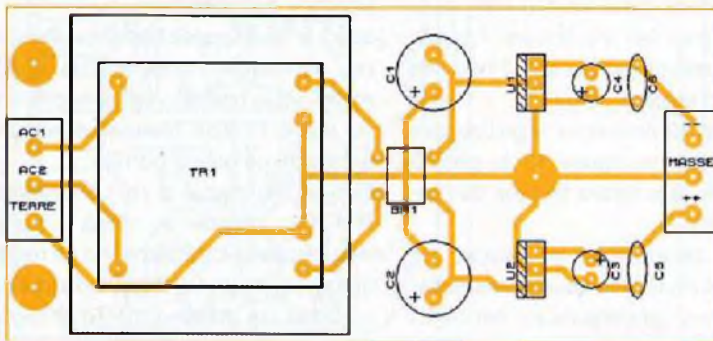 AC1
AC2
TERRE
TR1
C1
+
BR1
C2
+
U1
+
C4
C6
MASSE
U2
+
C3
C5